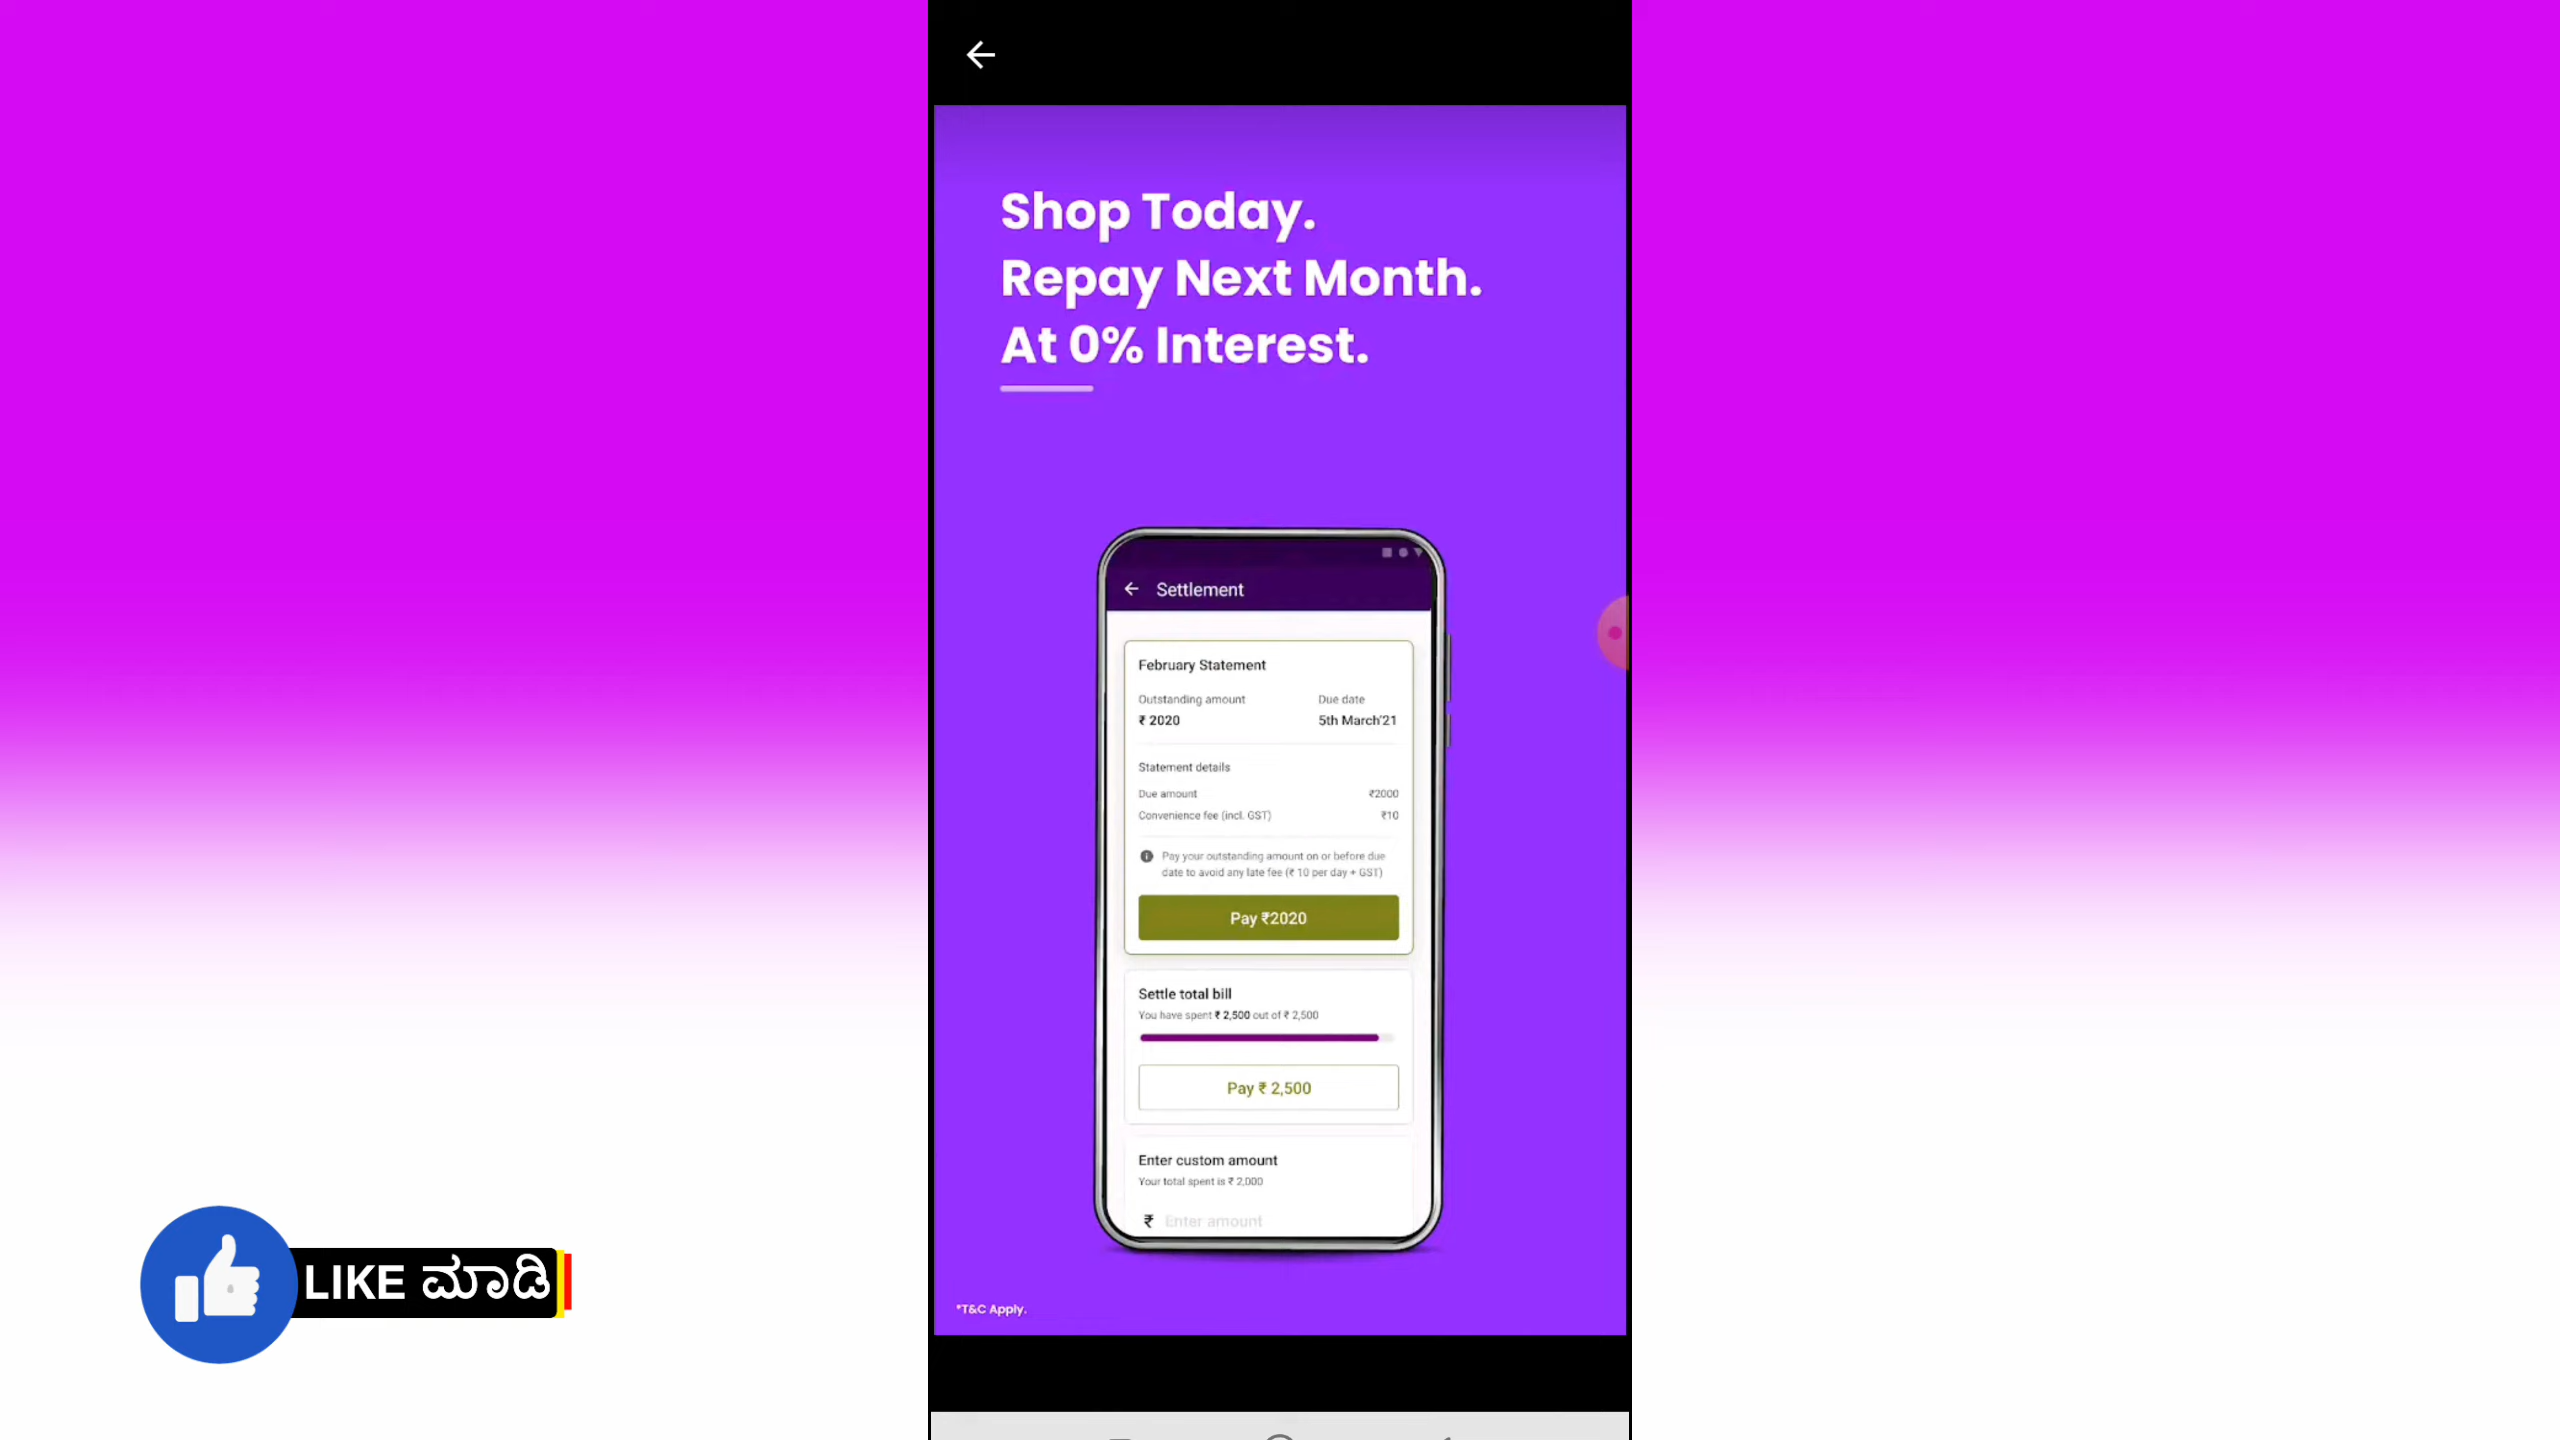 Shop Today.
Repay Next Month.
At 0% Interest.
Settlement
February Statement
Outstanding amount Due date
₹ 2020 5th March'21
Statement details
Due amount ₹2000
Convenience fee (incl. GST) ₹10
Pay your outstanding amount on or before due
date to avoid any late fee (₹ 10 per day + GST)
Pay ₹2020
Settle total bill
You have spent ₹ 2,500 out of ₹ 2,500
Pay ₹ 2,500
Enter custom amount
Your total spent is ₹ 2,000
₹ Enter amount
*T&C Apply.
LIKE ಮಾಡಿ